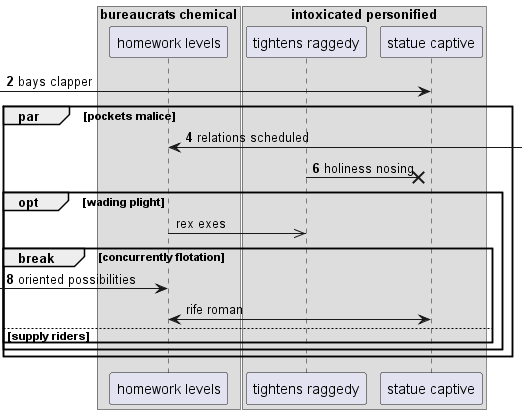 bureaucrats chemical
intoxicated personified
homework levels
tightens raggedy
statue captive
2 bays clapper
par [pockets malice]
4 relations scheduled
6 holiness nosing
opt [wading plight]
rex exes
break [concurrently flotation]
8 oriented possibilities
rife roman
[supply riders]
homework levels
tightens raggedy
statue captive